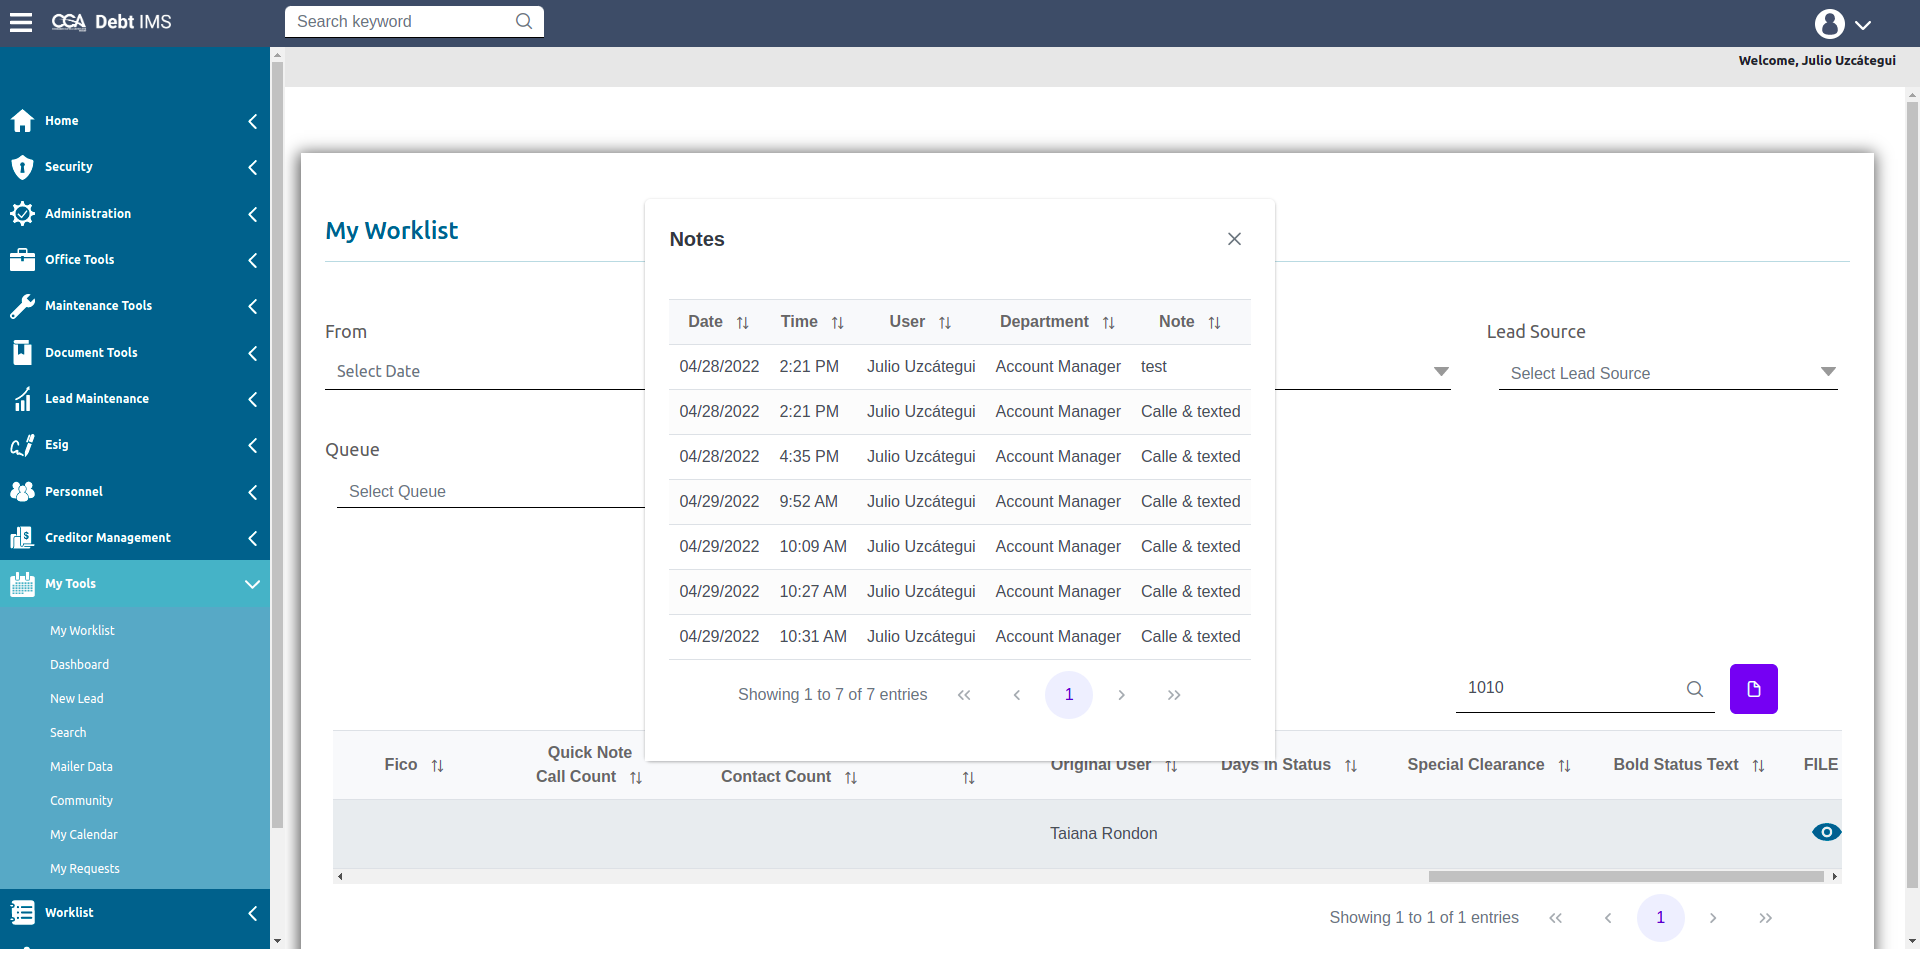 CGA Debt IMS
Search keyword
Welcome, Julio Uzcátegui
Home
Security
Administration
Office Tools
Maintenance Tools
Document Tools
Lead Maintenance
Esig
Personnel
Creditor Management
My Tools
My Worklist
Dashboard
New Lead
Search
Mailer Data
Community
My Calendar
My Requests
Worklist
My Worklist
From
Select Date
Lead Source
Select Lead Source
Queue
Select Queue
Notes
Date Time User Department Note
04/28/2022 2:21 PM Julio Uzcátegui Account Manager test
04/28/2022 2:21 PM Julio Uzcátegui Account Manager Calle & texted
04/28/2022 4:35 PM Julio Uzcátegui Account Manager Calle & texted
04/29/2022 9:52 AM Julio Uzcátegui Account Manager Calle & texted
04/29/2022 10:09 AM Julio Uzcátegui Account Manager Calle & texted
04/29/2022 10:27 AM Julio Uzcátegui Account Manager Calle & texted
04/29/2022 10:31 AM Julio Uzcátegui Account Manager Calle & texted
Showing 1 to 7 of 7 entries 1
1010
Fico Quick Note Call Count Contact Count Original User Days In Status Special Clearance Bold Status Text FILE
Taiana Rondon
Showing 1 to 1 of 1 entries 1